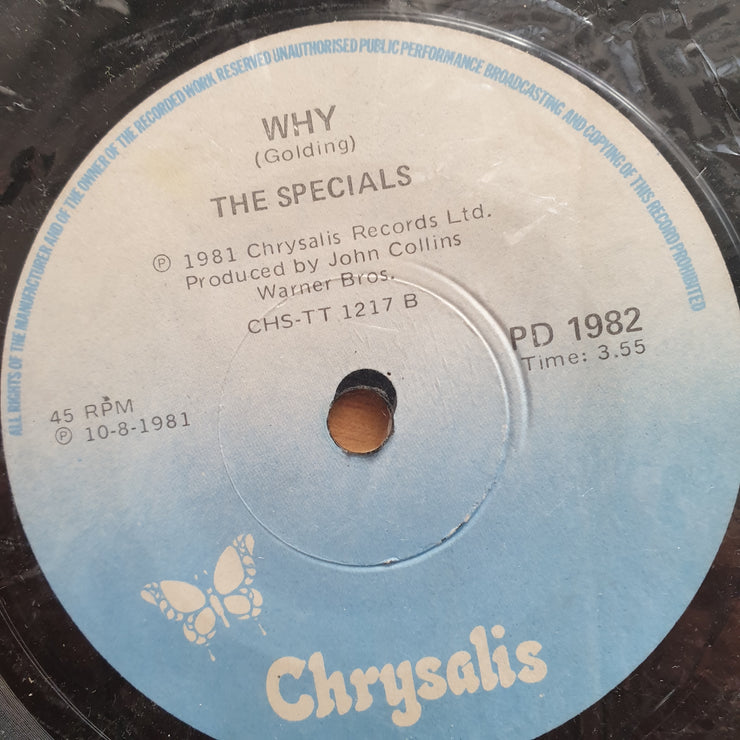 ALL RIGHTS OF THE MANUFACTURER AND OF THE OWNER OF THE RECORDED WORK RESERVED UNAUTHORISED PUBLIC PERFORMANCE BROADCASTING AND COPYING OF THIS RECORD PROHIBITED
WHY
(Golding)
THE SPECIALS
℗ 1981 Chrysalis Records Ltd.
Produced by John Collins
Warner Bros.
CHS-TT 1217 B
PD 1982
Time: 3.55
45 RPM
℗ 10-8-1981
Chrysalis